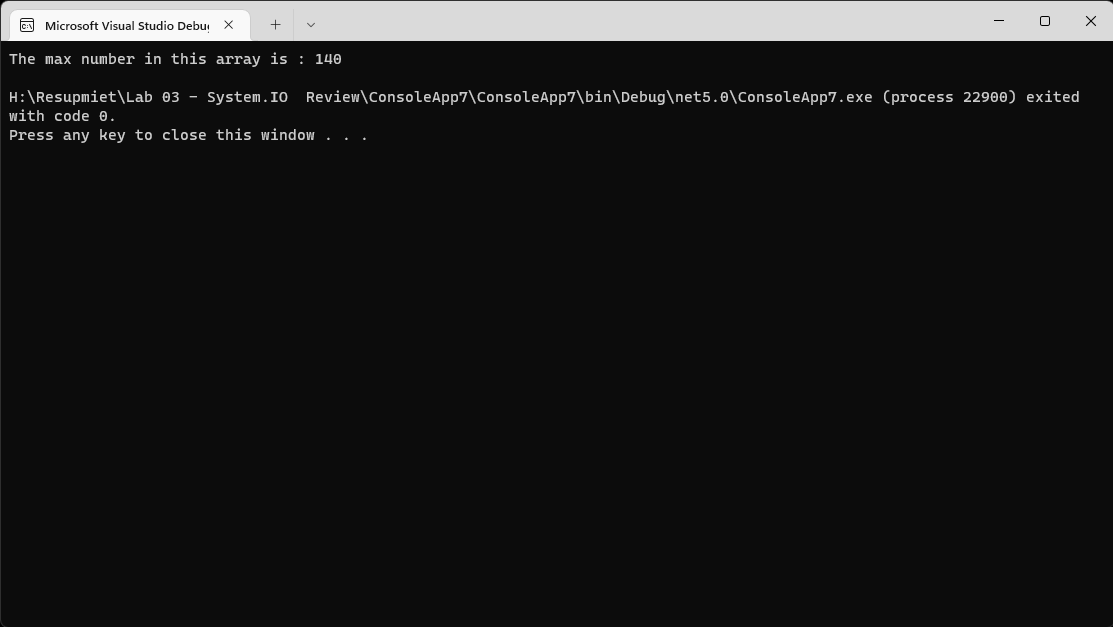 Microsoft Visual Studio Debu
The max number in this array is : 140
H:\Resupmiet\Lab 03 - System.IO  Review\ConsoleApp7\ConsoleApp7\bin\Debug\net5.0\ConsoleApp7.exe (process 22900) exited
with code 0.
Press any key to close this window . . .